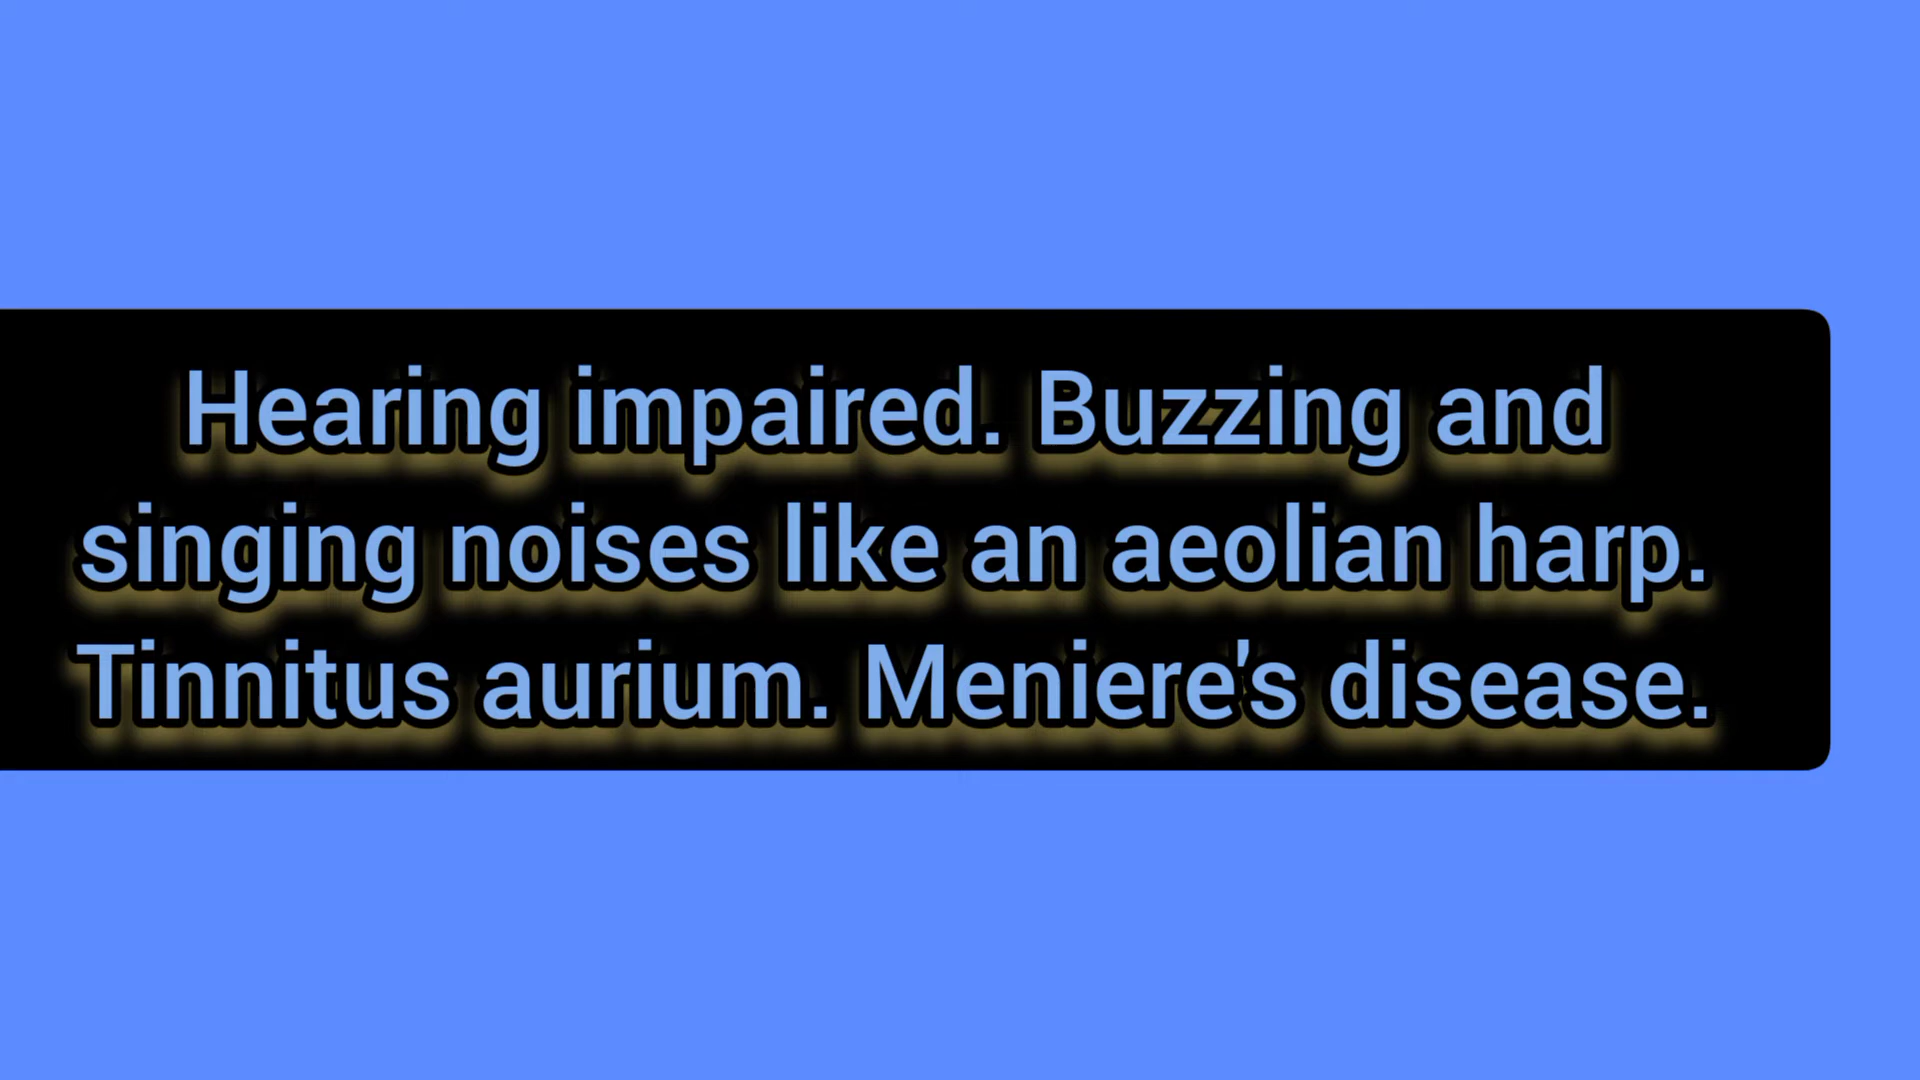 Hearing impaired. Buzzing and
singing noises like an aeolian harp.
Tinnitus aurium. Meniere's disease.